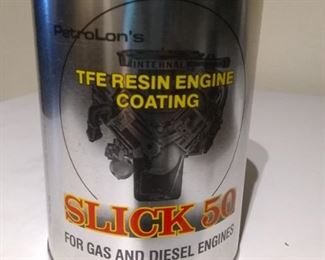 PetroLon's
INTERNAL
TFE RESIN ENGINE
COATING
SLICK 50
FOR GAS AND DIESEL ENGINES